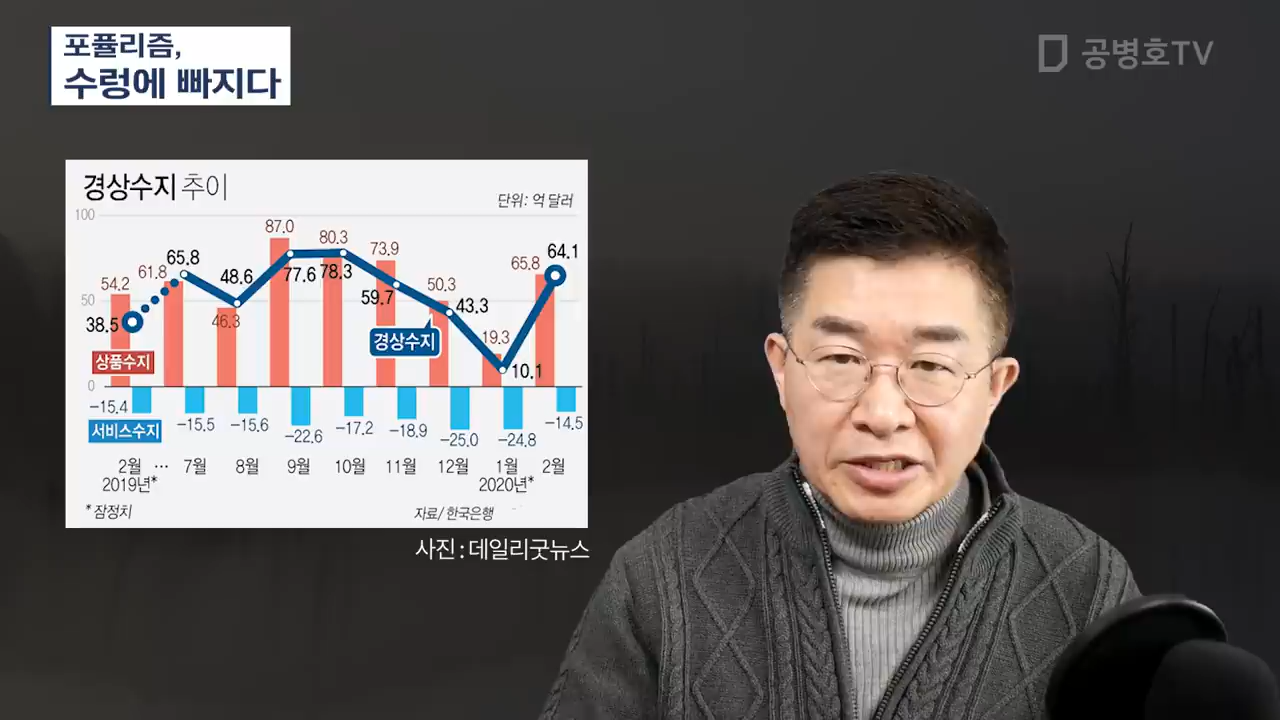 포퓰리즘,
수렁에 빠지다
공병호TV
경상수지 추이
단위: 억 달러
100
50
0
54.2
61.8
46.3
87.0
80.3
73.9
50.3
19.3
65.8
38.5
65.8
48.6
77.6
78.3
59.7
43.3
10.1
64.1
상품수지
경상수지
서비스수지
−15.4
−15.5
−15.6
−22.6
−17.2
−18.9
−25.0
−24.8
−14.5
2월 … 7월 8월 9월 10월 11월 12월 1월 2월
2019년* 2020년*
*잠정치
자료/ 한국은행
사진 : 데일리굿뉴스